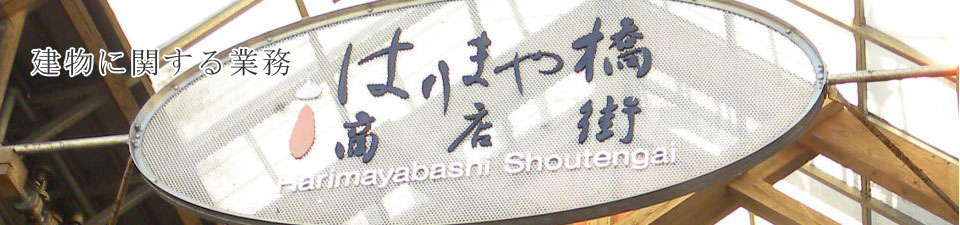 建物に関する業務
はりまや橋
商店街
Harimayabashi Shoutengai